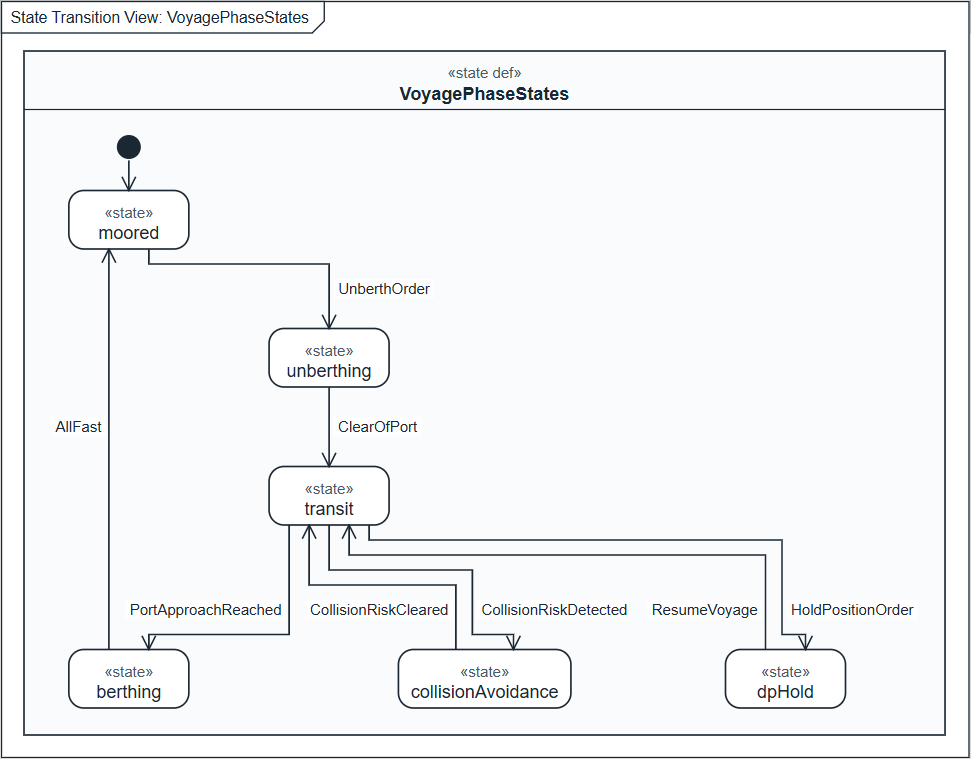 State Transition View: VoyagePhaseStates
«state def»
VoyagePhaseStates
«state»
moored
UnberthOrder
«state»
unberthing
AllFast
ClearOfPort
«state»
transit
PortApproachReached
CollisionRiskCleared
CollisionRiskDetected
ResumeVoyage
HoldPositionOrder
«state»
berthing
«state»
collisionAvoidance
«state»
dpHold